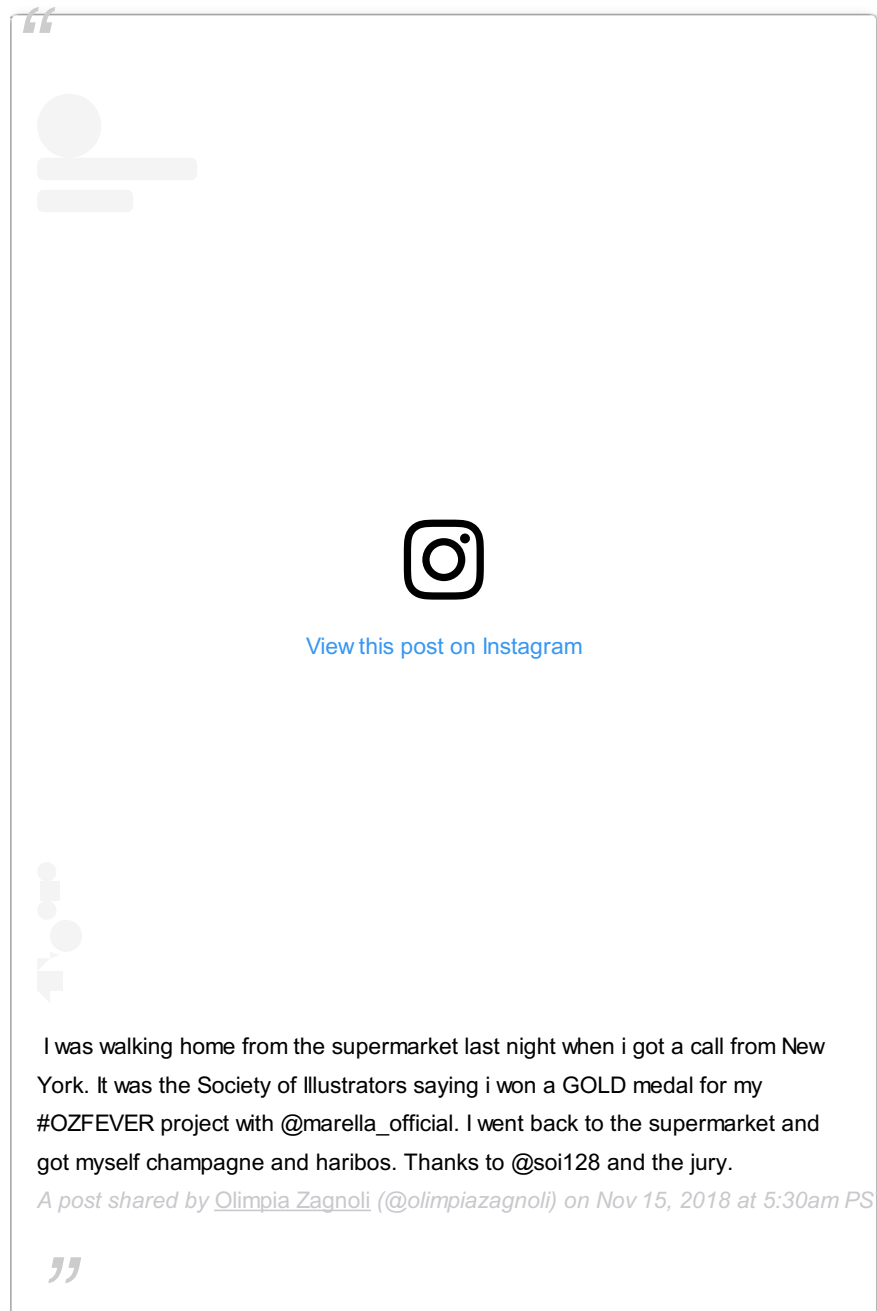 “
View this post on Instagram
I was walking home from the supermarket last night when i got a call from New
York. It was the Society of Illustrators saying i won a GOLD medal for my
#OZFEVER project with @marella_official. I went back to the supermarket and
got myself champagne and haribos. Thanks to @soi128 and the jury.
A post shared by Olimpia Zagnoli (@olimpiazagnoli) on Nov 15, 2018 at 5:30am PS
”